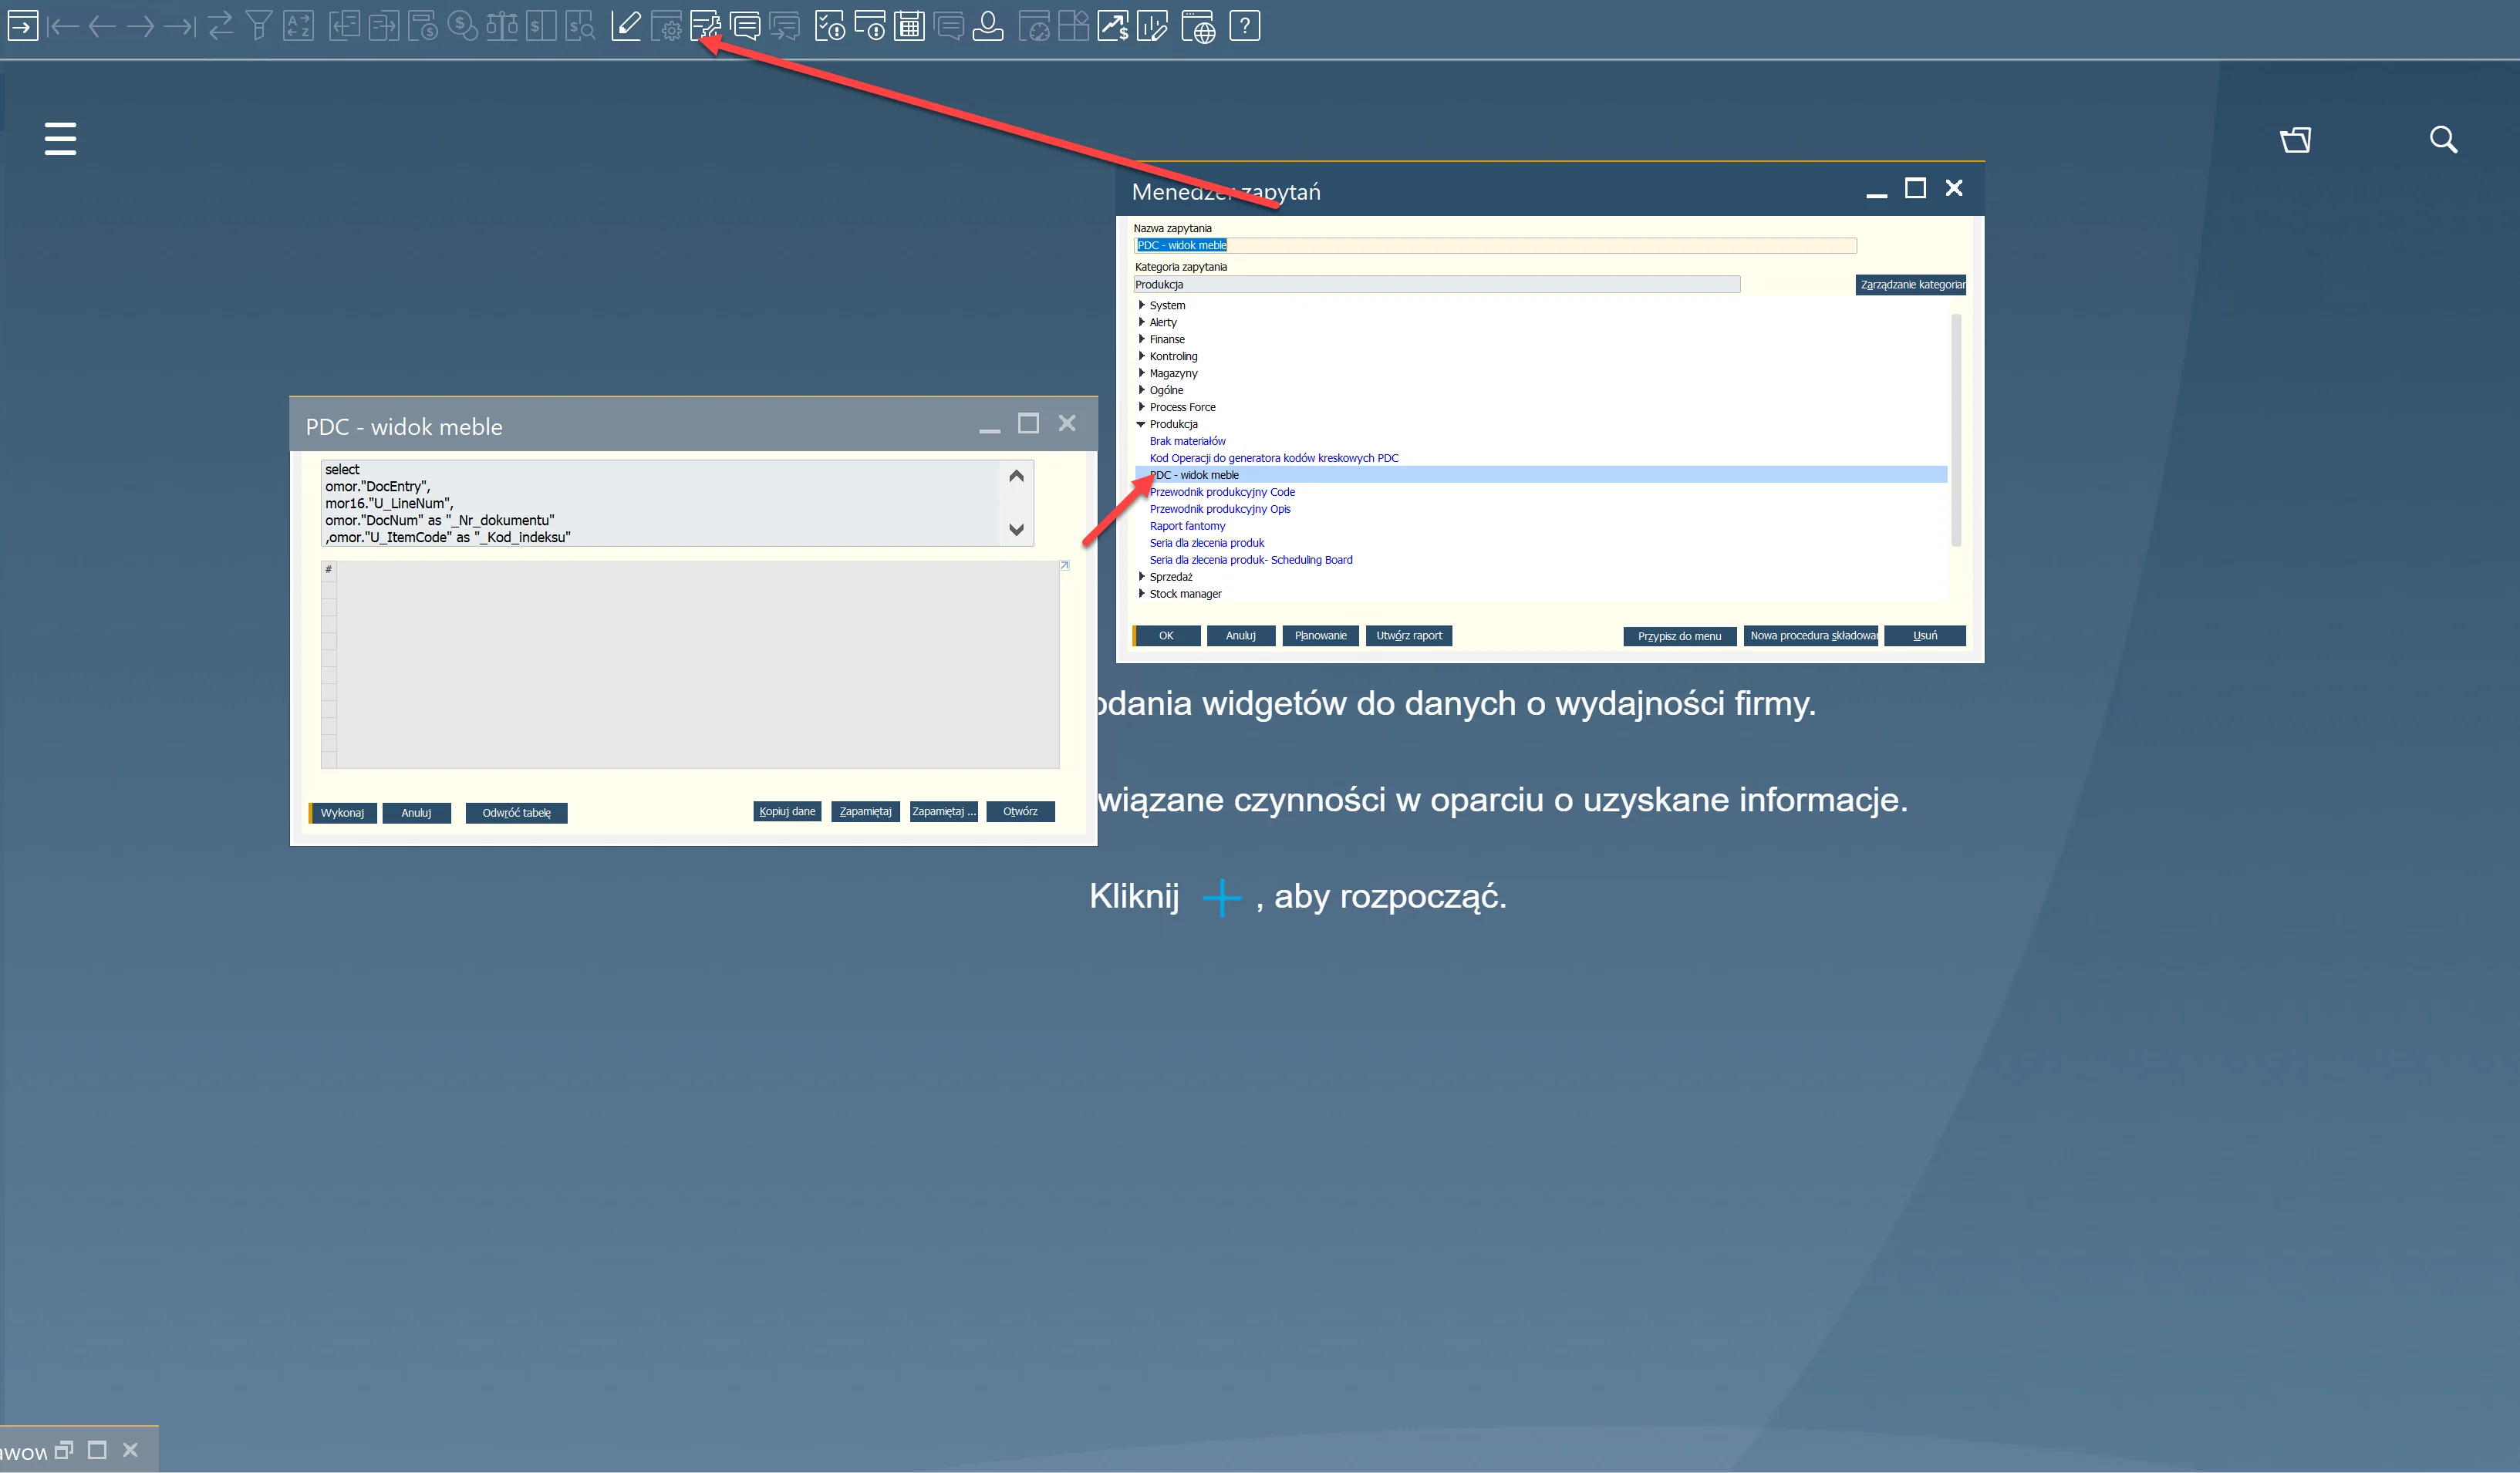 Menedżer zapytań
Nazwa zapytania
PDC - widok meble
Kategoria zapytania
Produkcja
Zarządzanie kategoriam
System
Alerty
Finanse
Kontroling
Magazyny
Ogólne
Process Force
Produkcja
Brak materiałów
Kod Operacji do generatora kodów kreskowych PDC
PDC - widok meble
Przewodnik produkcyjny Code
Przewodnik produkcyjny Opis
Raport fantomy
Seria dla zlecenia produk
Seria dla zlecenia produk- Scheduling Board
Sprzedaż
Stock manager
OK Anuluj Planowanie Utwórz raport Przypisz do menu Nowa procedura składowan Usuń
PDC - widok meble
select
omor."DocEntry",
mor16."U_LineNum",
omor."DocNum" as "_Nr_dokumentu"
,omor."U_ItemCode" as "_Kod_indeksu"
#
Wykonaj Anuluj Odwróć tabelę Kopiuj dane Zapamiętaj Zapamiętaj ... Otwórz
odania widgetów do danych o wydajności firmy.
wiązane czynności w oparciu o uzyskane informacje.
Kliknij + , aby rozpocząć.
awow